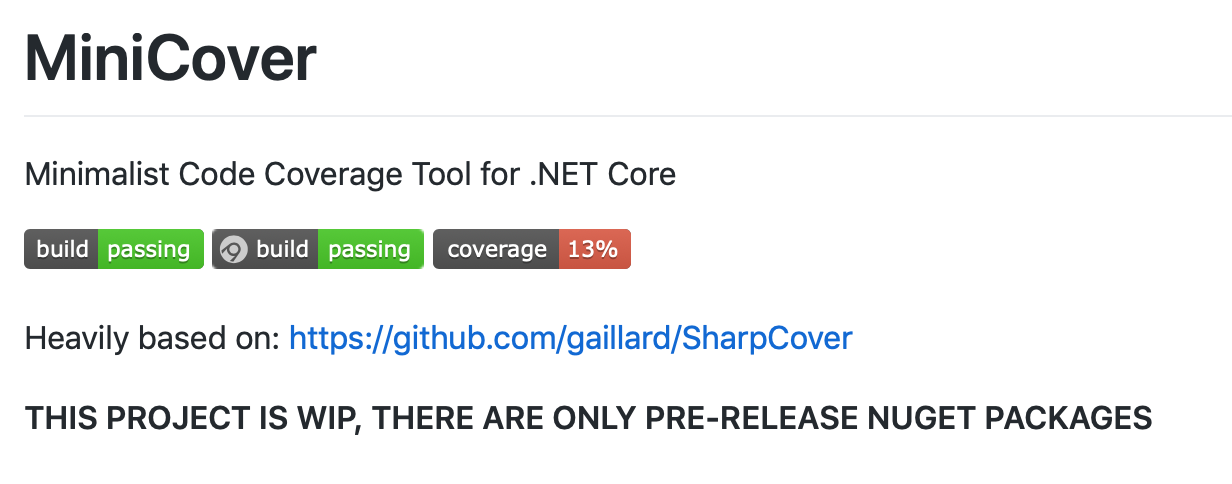 MiniCover
Minimalist Code Coverage Tool for .NET Core
build passing build passing coverage 13%
Heavily based on: https://github.com/gaillard/SharpCover
THIS PROJECT IS WIP, THERE ARE ONLY PRE-RELEASE NUGET PACKAGES